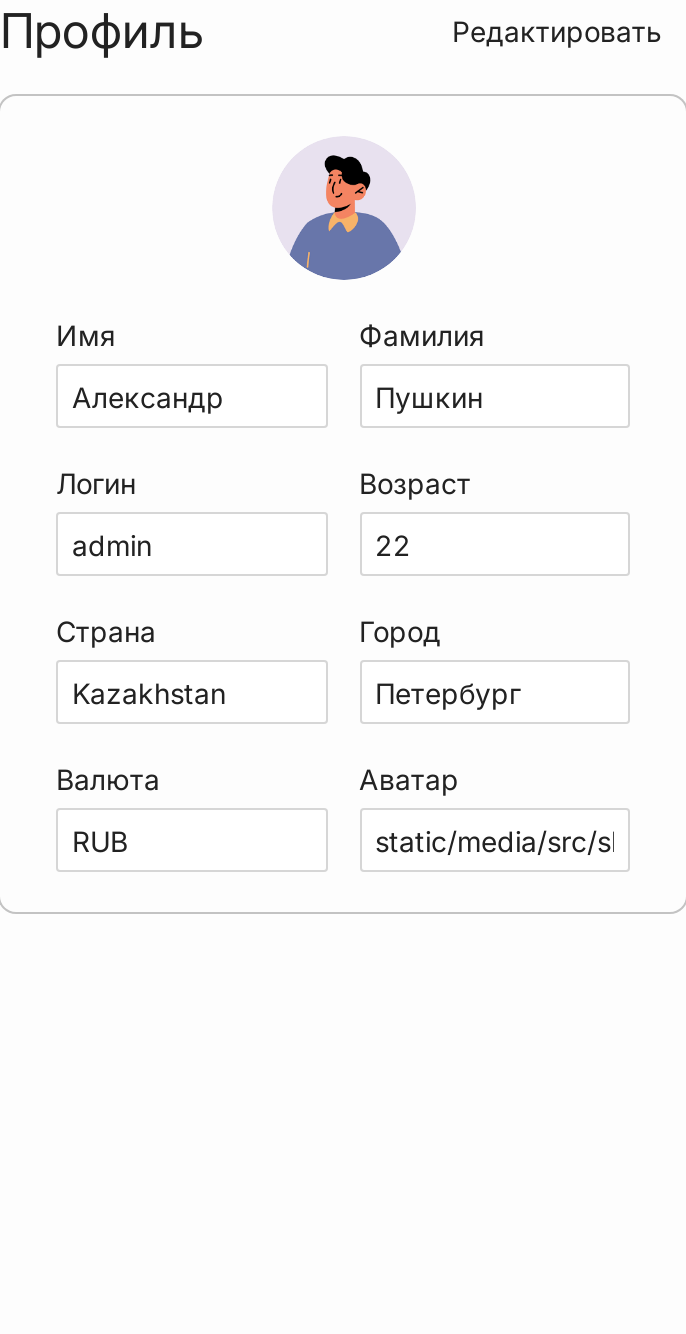 Профиль
Редактировать
Имя
Фамилия
Александр
Пушкин
Логин
Возраст
admin
22
Страна
Город
Kazakhstan
Петербург
Валюта
Аватар
RUB
static/media/src/s